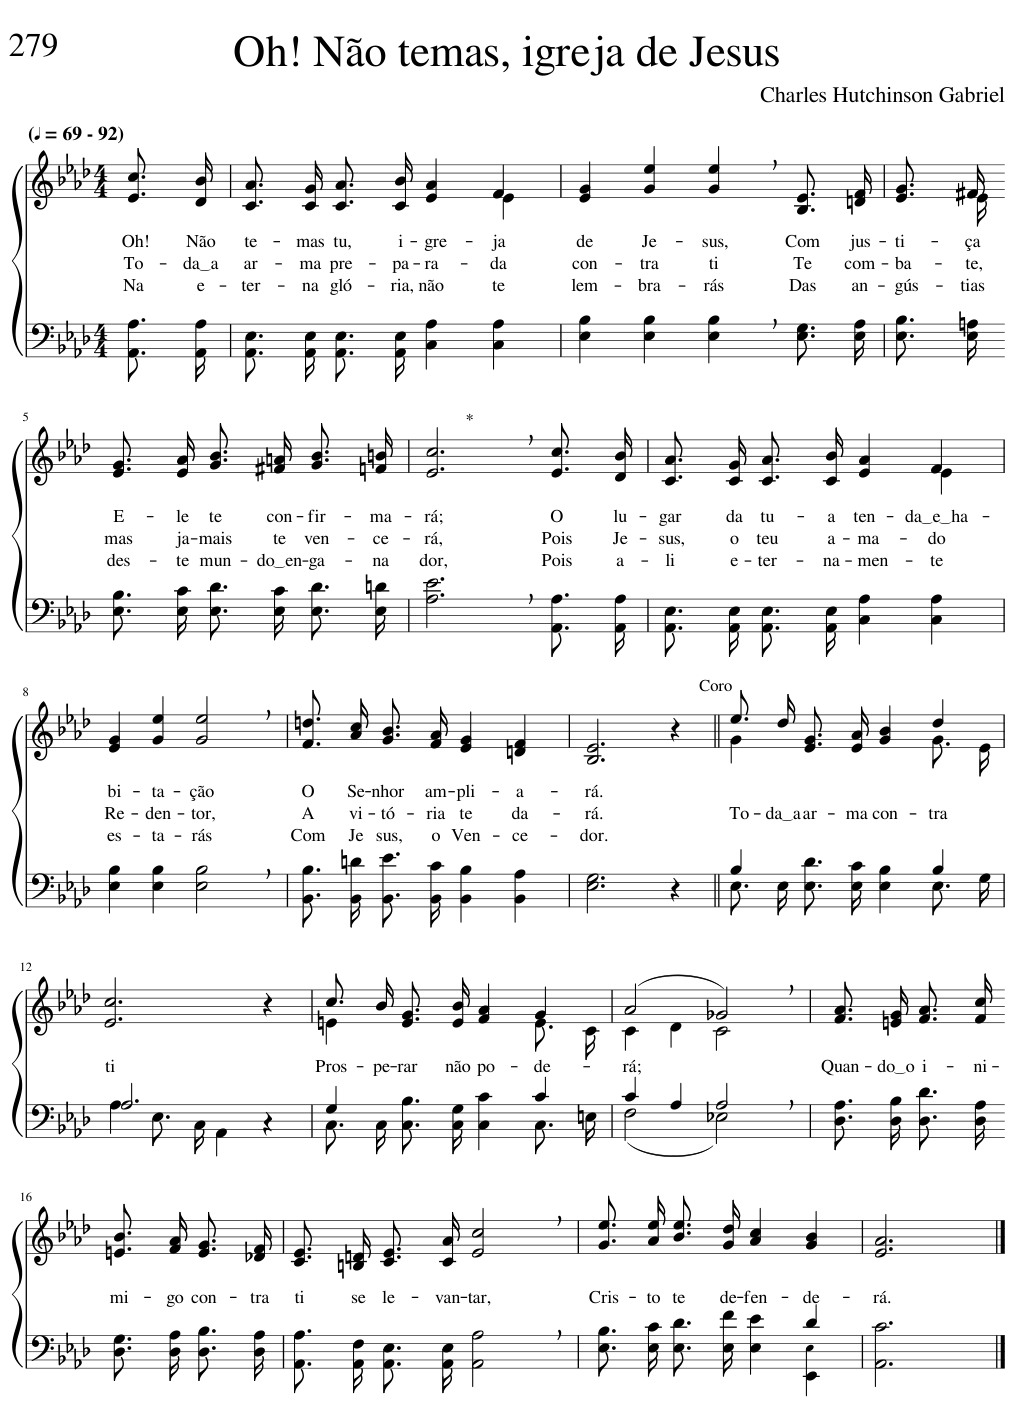 279
Oh! Não temas, igreja de Jesus
Charles Hutchinson Gabriel
(♩ = 69 - 92)
Oh! Não te - mas tu, i - gre - ja de Je - sus, Com jus - ti - ça
To - da_a ar - ma pre - pa - ra - da con - tra ti Te com - ba - te,
Na e - ter - na gló - ria, não te lem - bra - rás Das an - gús - tias
5
*
E - le te con - fir - ma - rá; O lu - gar da tu - a ten - da_e_ha -
mas ja - mais te ven - ce - rá, Pois Je - sus, o teu a - ma - do
des - te mun - do_en - ga - na dor, Pois a - li e - ter - na - men - te
8
Coro
bi - ta - ção O Se - nhor am - pli - a - rá.
Re - den - tor, A vi - tó - ria te da - rá. To - da_a ar - ma con - tra
es - ta - rás Com Je sus, o Ven - ce - dor.
12
ti Pros - pe - rar não po - de - rá; Quan - do_o i - ni -
16
mi - go con - tra ti se le - van - tar, Cris - to te de - fen - de - rá.